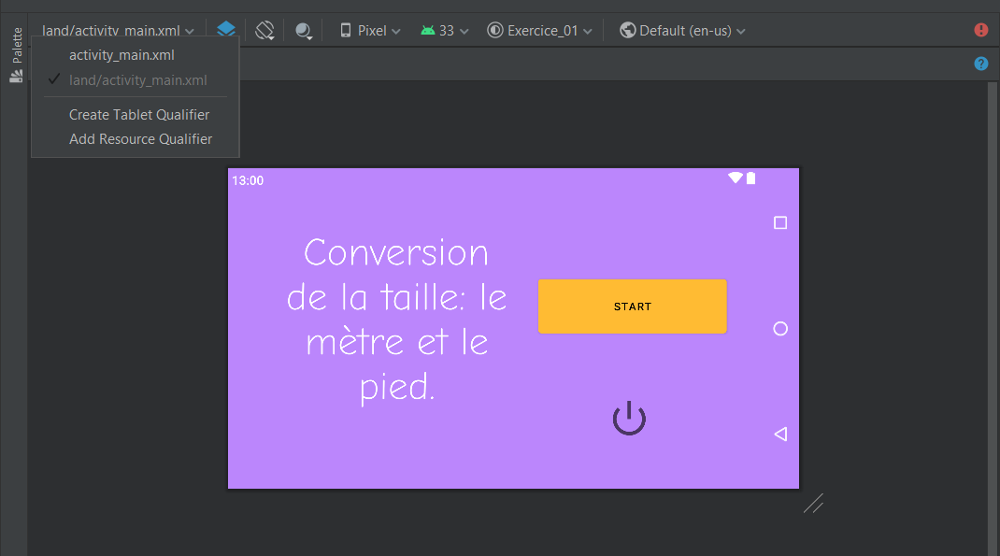 Palette
land/activity_main.xml
Pixel
33
Exercice_01
Default (en-us)
activity_main.xml
land/activity_main.xml
Create Tablet Qualifier
Add Resource Qualifier
13:00
Conversion
de la taille: le
mètre et le
pied.
START